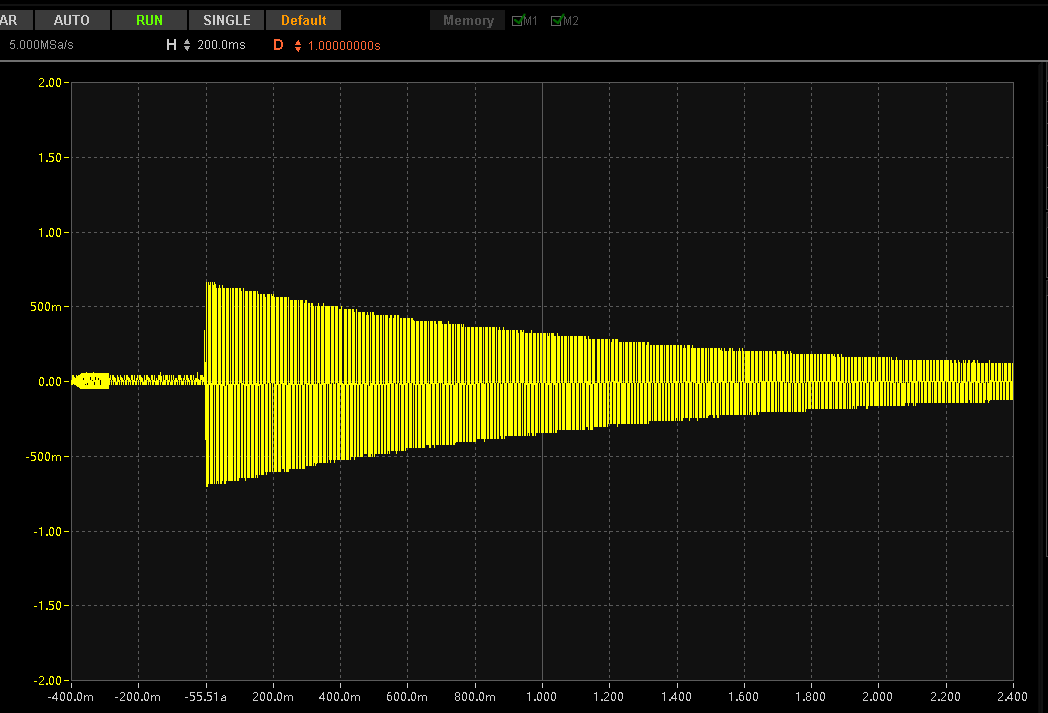 AR AUTO RUN SINGLE Default Memory M1 M2
5.000MSa/s H 200.0ms D 1.00000000s
2.00
1.50
1.00
500m
0.00
-500m
-1.00
-1.50
-2.00
-400.0m -200.0m -55.51a 200.0m 400.0m 600.0m 800.0m 1.000 1.200 1.400 1.600 1.800 2.000 2.200 2.400